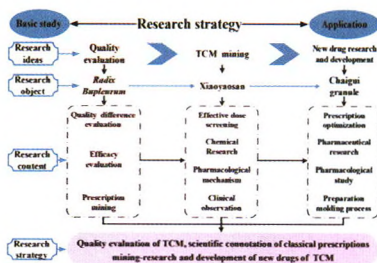 Basic study
Research strategy
Application
Research
ideas
Quality
evaluation
TCM mining
New drug research
and development
Research
object
Radix
Bupleurum
Xiaoyaosan
Chaigui
granule
Research
content
Quality difference
evaluation
Efficacy
evaluation
Prescription
mining
Effective dose
screening
Chemical
Research
Pharmacological
mechanism
Clinical
observation
Prescription
optimization
Pharmaceutical
research
Pharmacological
study
Preparation
molding process
Research
strategy
Quality evaluation of TCM, scientific connotation of classical prescriptions
mining-research and development of new drugs of TCM